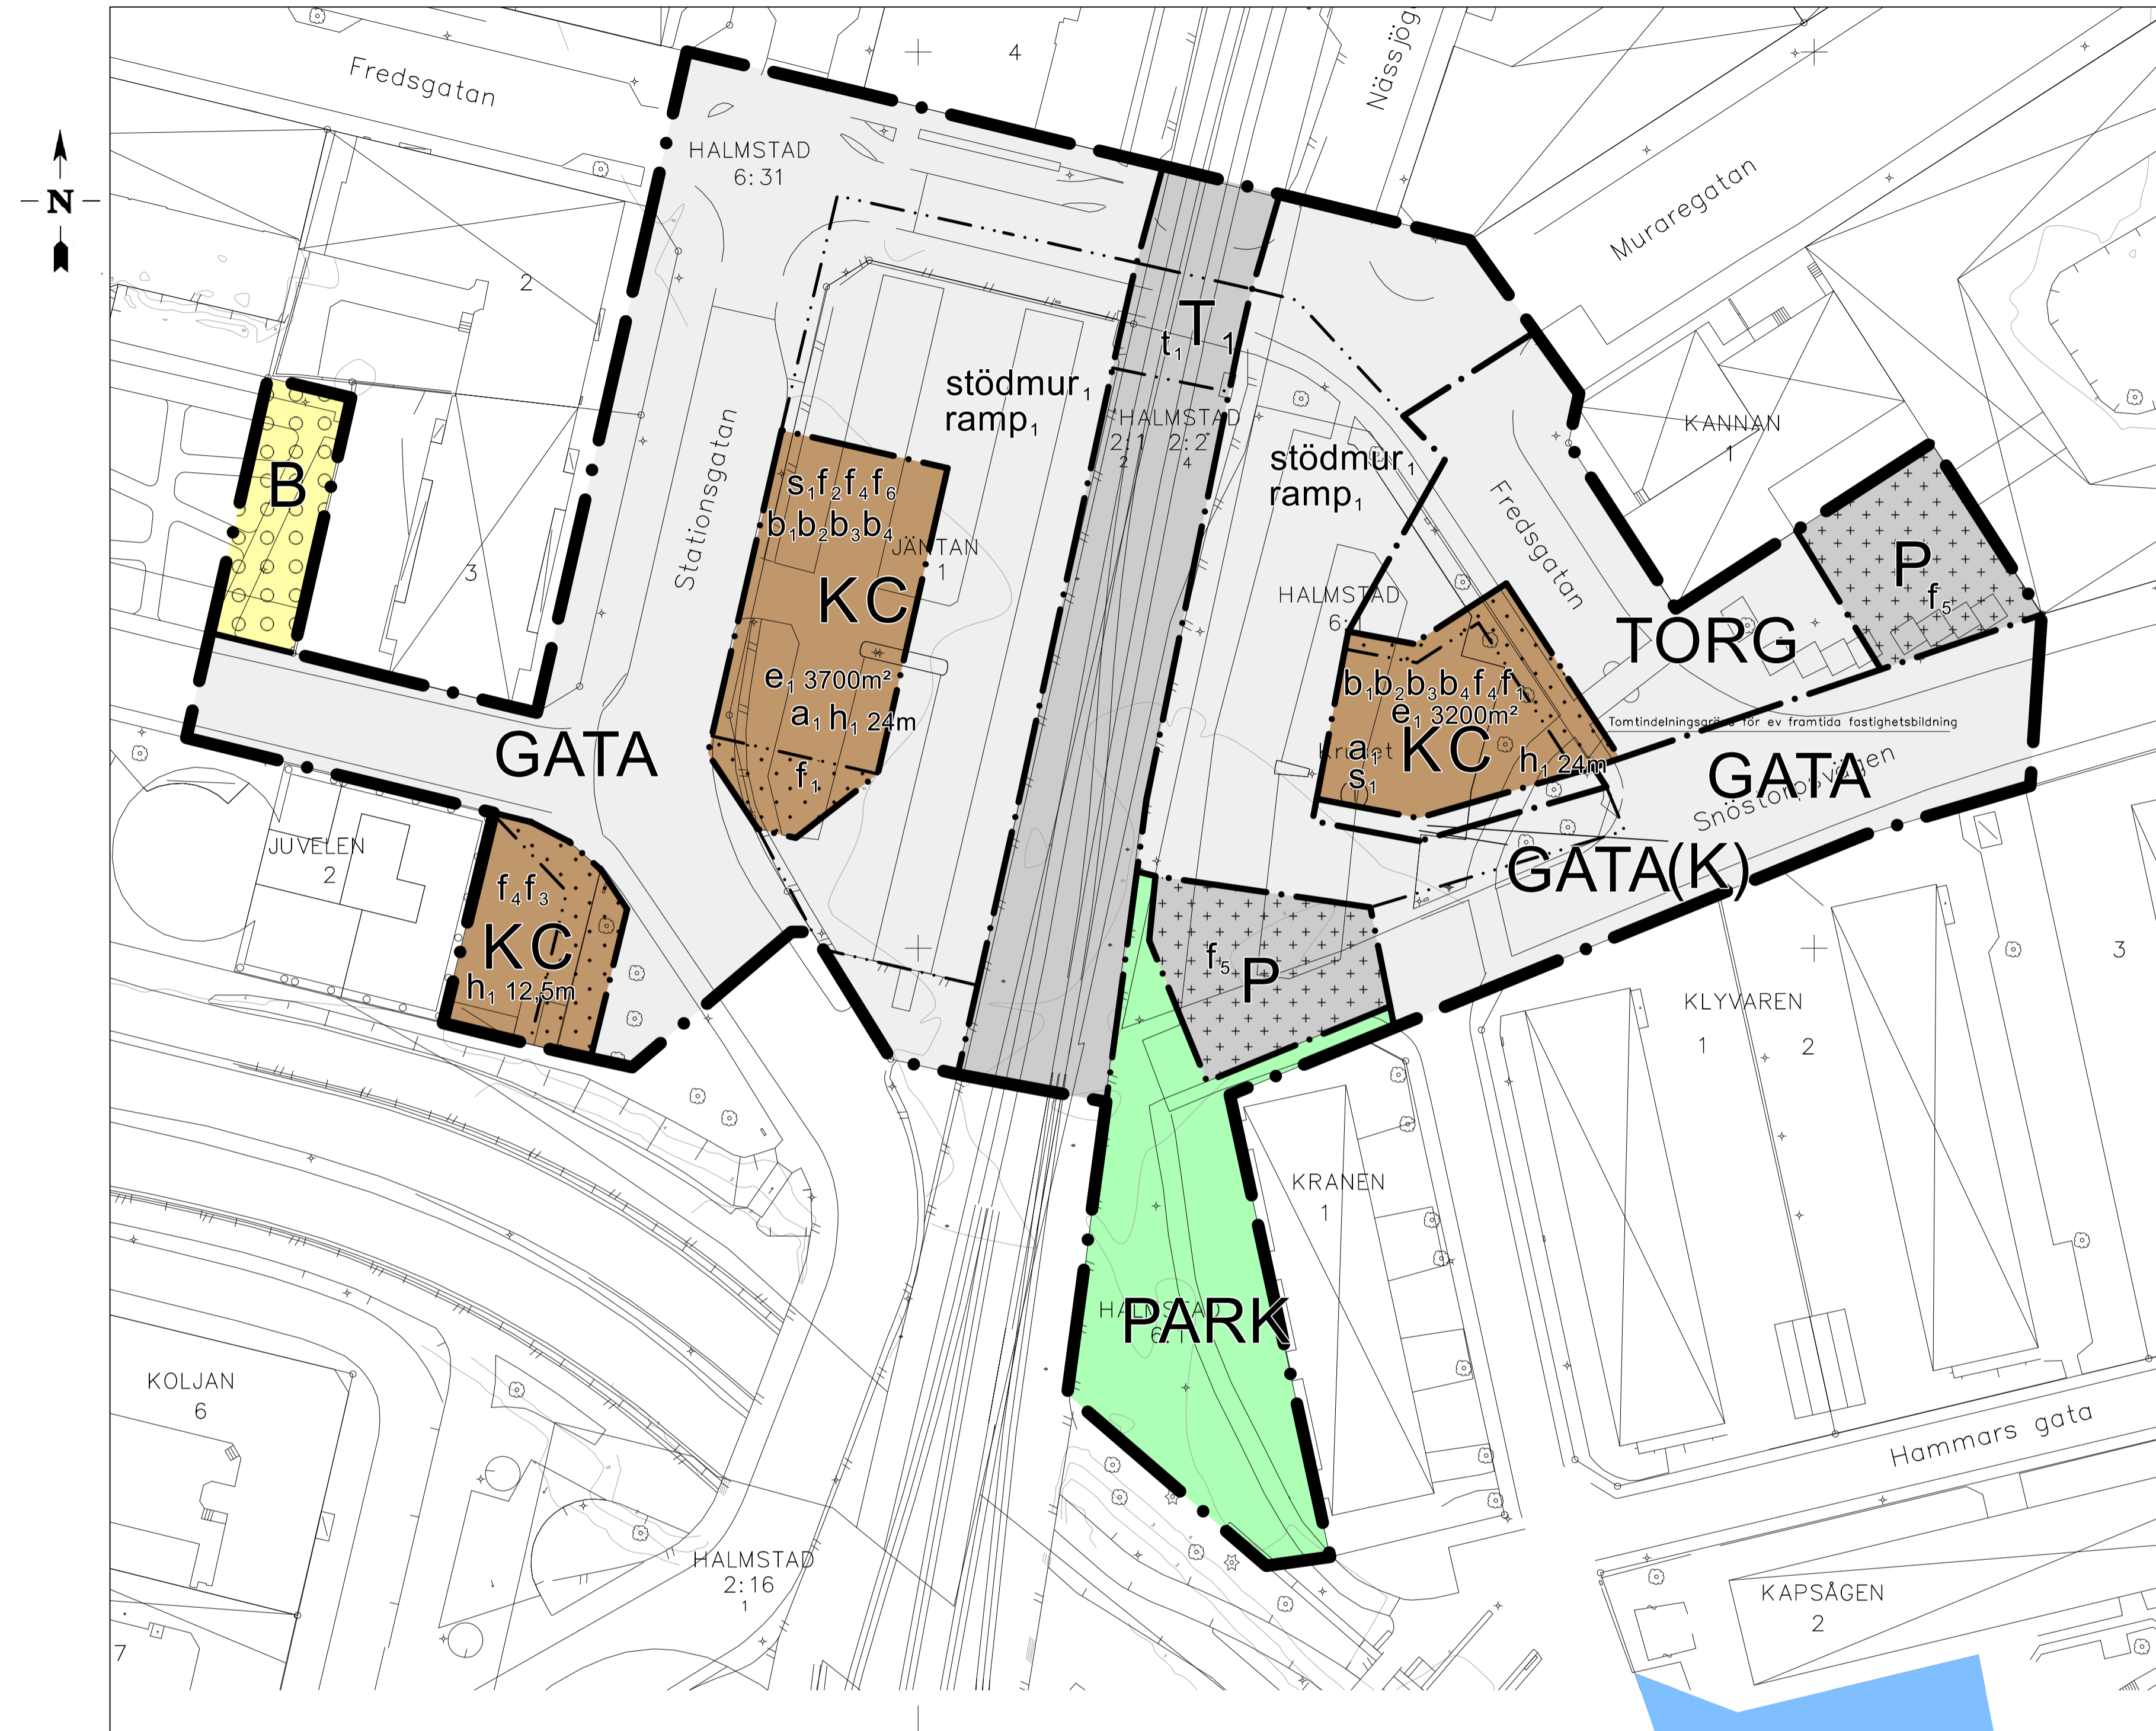 Fredsgatan
4
Nässjög
N
HALMSTAD
6:31
Muraregatan
2
T1
t1
stödmur1
ramp1
HALMSTAD
2:1 2:2
2 4
KANNAN
1
B
Stationsgatan
s1f2f4f6
b1b2b3b4
stödmur1
ramp1
Fredsgatan
JÄNTAN
1
3
KC
HALMSTAD
P
f5
TORG
e1 3700m²
a1 h1 24m
b1b2b3b4f4f1
e1 3200m²
Tomtindelningsgräns för ev framtida fastighetsbildning
GATA
a1 KC h1 24m
s1
f1
GATA
Snöstorpsvägen
JUVELEN
2
GATA(K)
f4f3
KC
h1 12,5m
f5
P
3
KLYVAREN
1 2
KRANEN
1
HALMSTAD
PARK
KOLJAN
6
Hammars gata
HALMSTAD
2:16
1
KAPSÅGEN
2
7